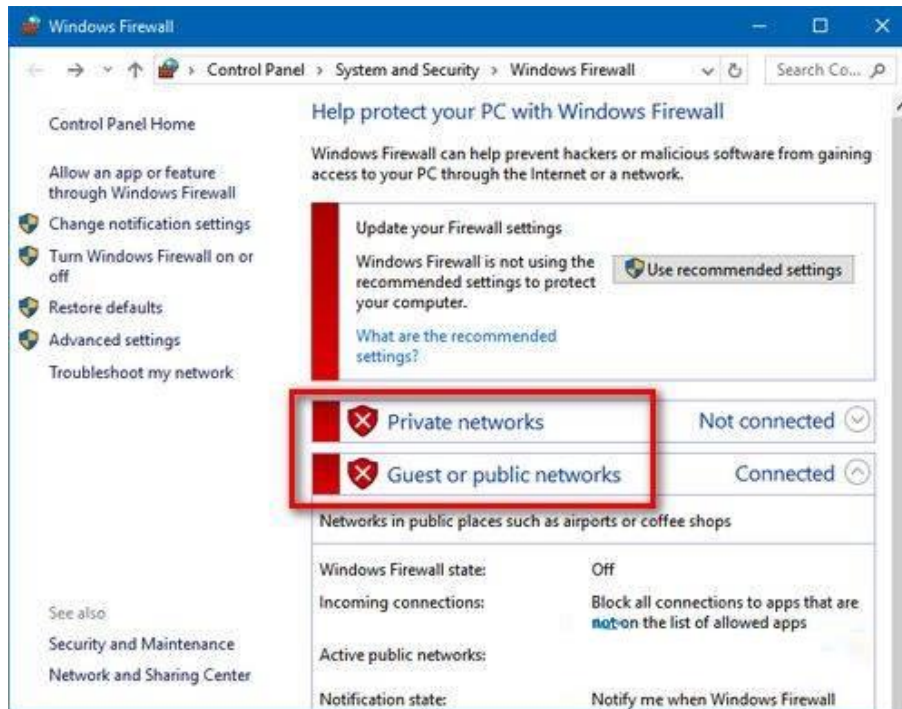 Windows Firewall
Control Panel > System and Security > Windows Firewall
Search Co...
Control Panel Home
Allow an app or feature
through Windows Firewall
Change notification settings
Turn Windows Firewall on or
off
Restore defaults
Advanced settings
Troubleshoot my network
See also
Security and Maintenance
Network and Sharing Center
Help protect your PC with Windows Firewall
Windows Firewall can help prevent hackers or malicious software from gaining
access to your PC through the Internet or a network.
Update your Firewall settings
Windows Firewall is not using the
recommended settings to protect
your computer.
Use recommended settings
What are the recommended
settings?
Private networks Not connected
Guest or public networks Connected
Networks in public places such as airports or coffee shops
Windows Firewall state: Off
Incoming connections: Block all connections to apps that are
not on the list of allowed apps
Active public networks:
Notification state: Notify me when Windows Firewall